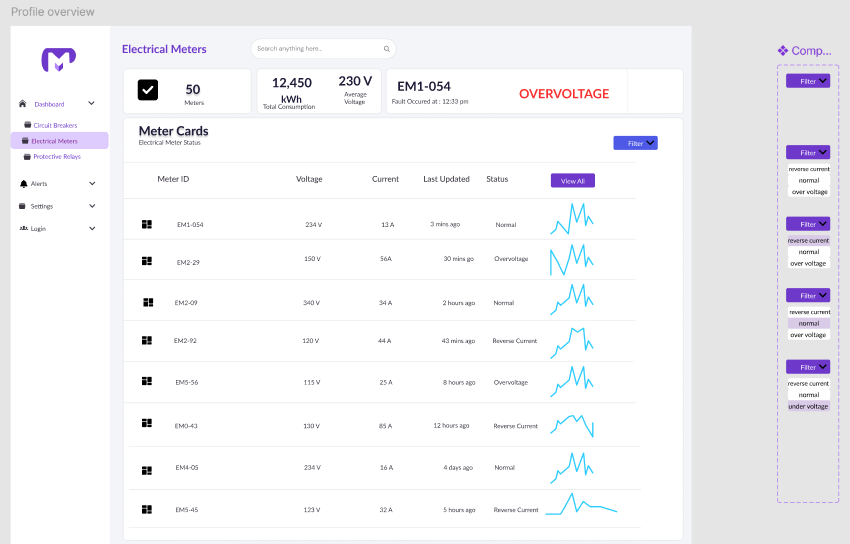 Profile overview
Electrical Meters
Search anything here..
50
Meters
12,450
kWh
Total Consumption
230 V
Average
Voltage
EM1-054
Fault Occured at : 12:33 pm
OVERVOLTAGE
Dashboard
Circuit Breakers
Electrical Meters
Protective Relays
Alerts
Settings
Login
Meter Cards
Electrical Meter Status
Filter
Meter ID Voltage Current Last Updated Status View All
EM1-054 234 V 13 A 3 mins ago Normal
EM2-29 150 V 56A 30 mins go Overvoltage
EM2-09 340 V 34 A 2 hours ago Normal
EM2-92 120 V 44 A 43 mins ago Reverse Current
EM5-56 115 V 25 A 8 hours ago Overvoltage
EM0-43 130 V 85 A 12 hours ago Reverse Current
EM4-05 234 V 16 A 4 days ago Normal
EM5-45 123 V 32 A 5 hours ago Reverse Current
Comp...
Filter
Filter
reverse current
normal
over voltage
Filter
reverse current
normal
over voltage
Filter
reverse current
normal
over voltage
Filter
reverse current
normal
under voltage